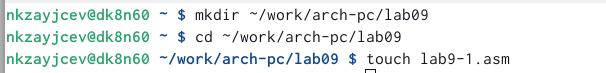 nkzayjcev@dk8n60 ~ $ mkdir ~/work/arch-pc/lab09
nkzayjcev@dk8n60 ~ $ cd ~/work/arch-pc/lab09
nkzayjcev@dk8n60 ~/work/arch-pc/lab09 $ touch lab9-1.asm